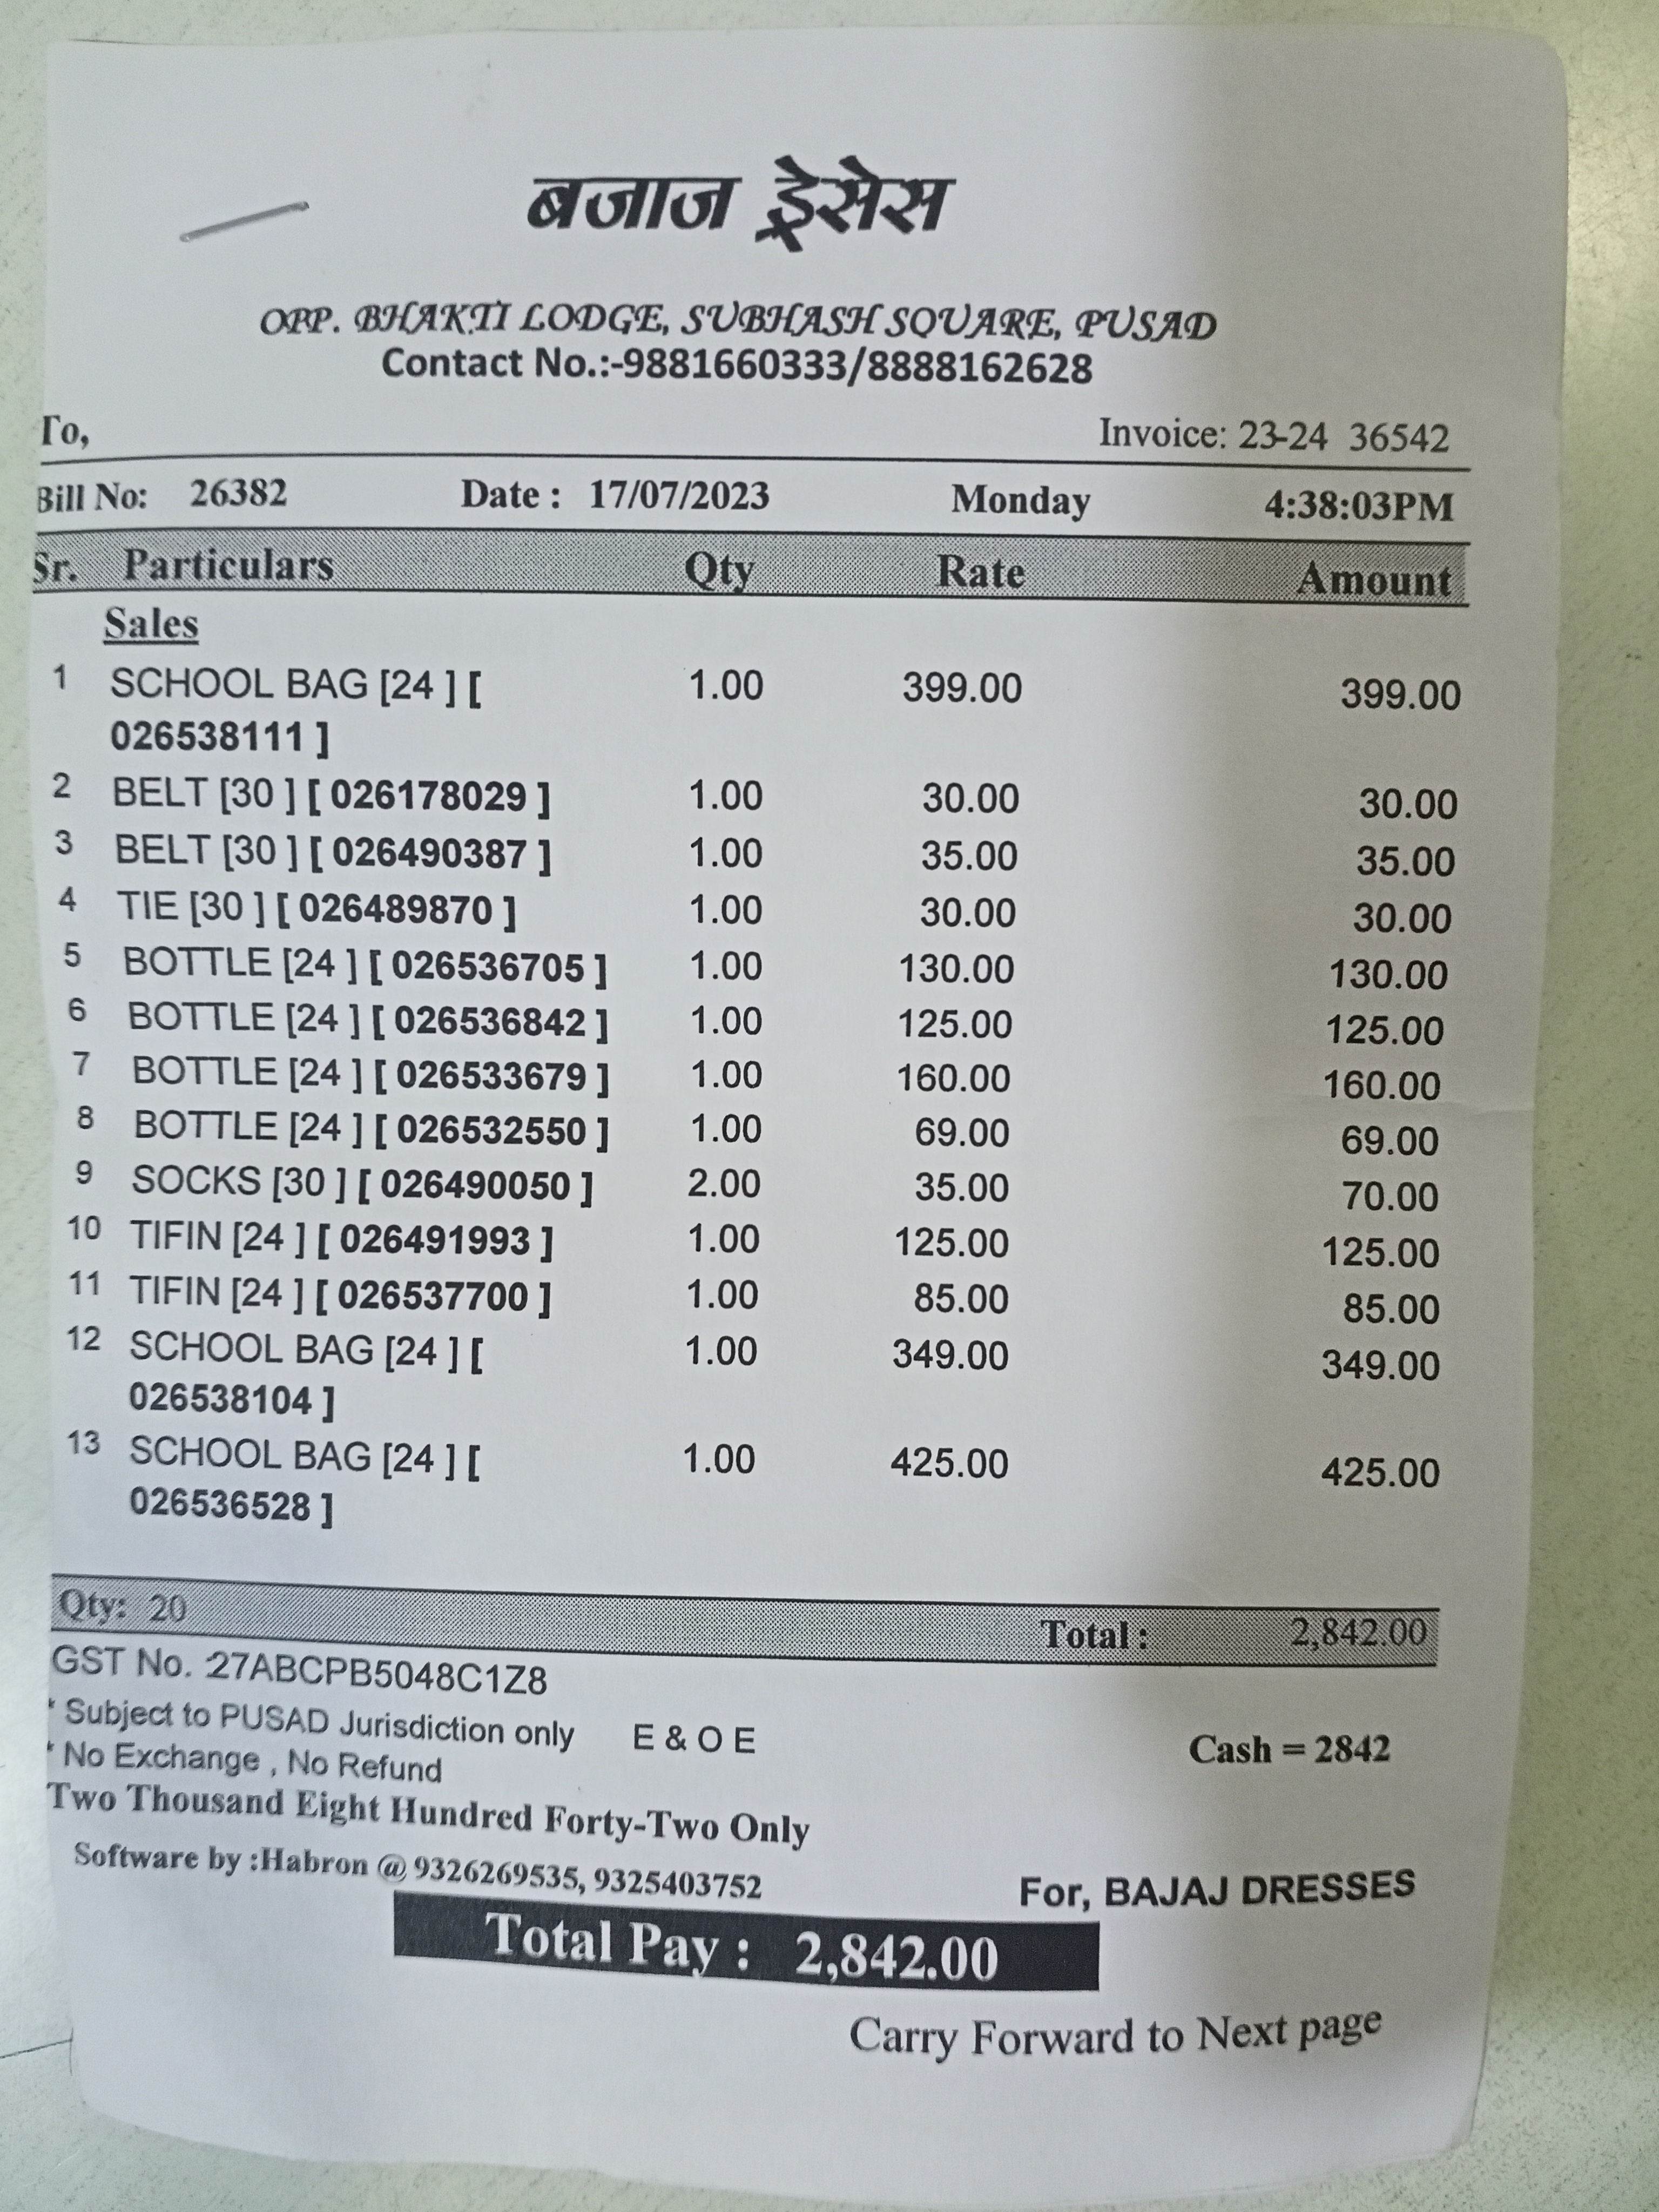 बजाज ड्रेसेस
OPP. BHAKTI LODGE, SUBHASH SQUARE, PUSAD
Contact No.:-9881660333/8888162628
To,   Invoice: 23-24 36542
Bill No: 26382   Date : 17/07/2023   Monday   4:38:03PM
Sr. Particulars   Qty   Rate   Amount
Sales
1 SCHOOL BAG [24 ] [   1.00   399.00   399.00
026538111 ]
2 BELT [30 ] [ 026178029 ]   1.00   30.00   30.00
3 BELT [30 ] [ 026490387 ]   1.00   35.00   35.00
4 TIE [30 ] [ 026489870 ]   1.00   30.00   30.00
5 BOTTLE [24 ] [ 026536705 ]   1.00   130.00   130.00
6 BOTTLE [24 ] [ 026536842 ]   1.00   125.00   125.00
7 BOTTLE [24 ] [ 026533679 ]   1.00   160.00   160.00
8 BOTTLE [24 ] [ 026532550 ]   1.00   69.00   69.00
9 SOCKS [30 ] [ 026490050 ]   2.00   35.00   70.00
10 TIFIN [24 ] [ 026491993 ]   1.00   125.00   125.00
11 TIFIN [24 ] [ 026537700 ]   1.00   85.00   85.00
12 SCHOOL BAG [24 ] [   1.00   349.00   349.00
026538104 ]
13 SCHOOL BAG [24 ] [   1.00   425.00   425.00
026536528 ]
Qty: 20   Total : 2,842.00
GST No. 27ABCPB5048C1Z8
* Subject to PUSAD Jurisdiction only   E & O E   Cash = 2842
* No Exchange , No Refund
Two Thousand Eight Hundred Forty-Two Only
Software by :Habron @ 9326269535, 9325403752   For, BAJAJ DRESSES
Total Pay : 2,842.00
Carry Forward to Next page